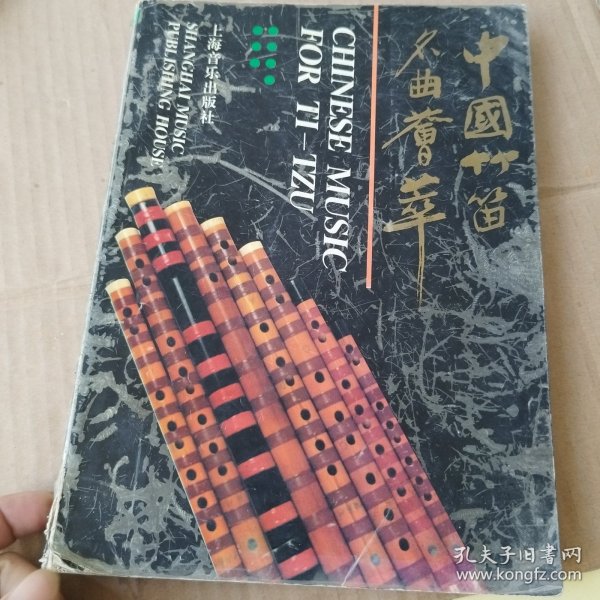 中國竹笛
名曲薈萃
CHINESE MUSIC
FOR TI-TZU
上海音乐出版社
SHANGHAI MUSIC
PUBLISHING HOUSE
孔夫子旧书网
www.kongfz.com